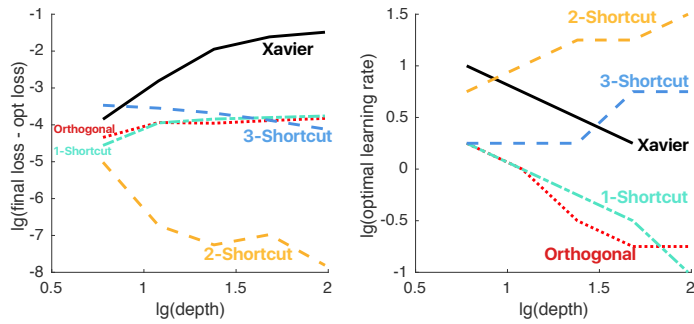 -1
-2
-3
-4
-5
-6
-7
-8
0.5
1
1.5
2
lg(depth)
lg(final loss - opt loss)
Xavier
Orthogonal
1-Shortcut
3-Shortcut
2-Shortcut
1.5
1
0.5
0
-0.5
-1
0.5
1
1.5
2
lg(depth)
lg(optimal learning rate)
2-Shortcut
3-Shortcut
Xavier
1-Shortcut
Orthogonal